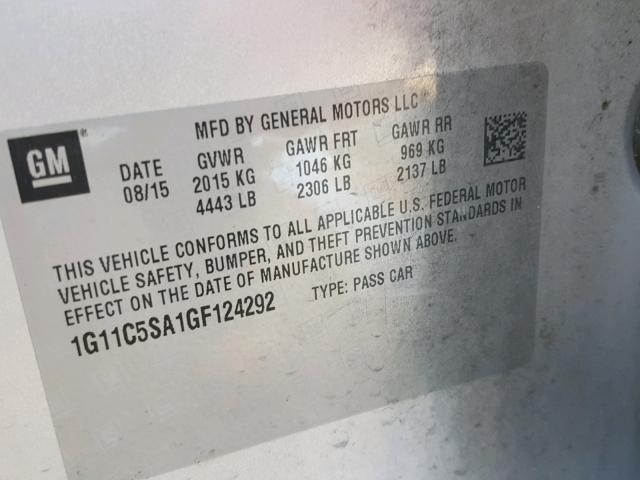 MFD BY GENERAL MOTORS LLC
GM®
DATE GVWR GAWR FRT GAWR RR
08/15 2015 KG 1046 KG 969 KG
4443 LB 2306 LB 2137 LB
THIS VEHICLE CONFORMS TO ALL APPLICABLE U.S. FEDERAL MOTOR
VEHICLE SAFETY, BUMPER, AND THEFT PREVENTION STANDARDS IN
EFFECT ON THE DATE OF MANUFACTURE SHOWN ABOVE.
1G11C5SA1GF124292 TYPE: PASS CAR